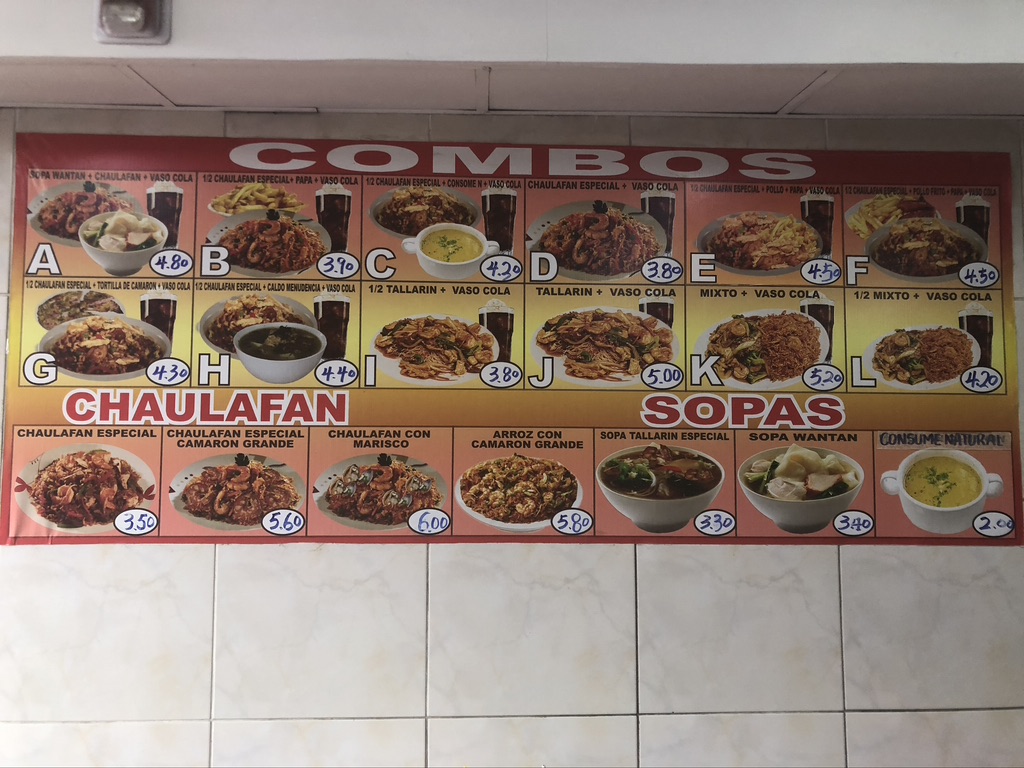 COMBOS
SOPA WANTAN + CHAULAFAN + VASO COLA
A
4.80
1/2 CHAULAFAN ESPECIAL + PAPA + VASO COLA
B
3.90
1/2 CHAULAFAN ESPECIAL + CONSOME N + VASO COLA
C
4.20
CHAULAFAN ESPECIAL + VASO COLA
D
3.80
1/2 CHAULAFAN ESPECIAL + POLLO + PAPA + VASO COLA
E
4.50
1/2 CHAULAFAN ESPECIAL + POLLO FRITO + PAPA + VASO COLA
F
4.50
1/2 CHAULAFAN ESPECIAL + TORTILLA DE CAMARON + VASO COLA
G
4.30
1/2 CHAULAFAN ESPECIAL + CALDO MENUDENCIA + VASO COLA
H
4.40
1/2 TALLARIN + VASO COLA
I
3.80
TALLARIN + VASO COLA
J
5.00
MIXTO + VASO COLA
K
5.20
1/2 MIXTO + VASO COLA
L
4.20
CHAULAFAN
CHAULAFAN ESPECIAL
3.50
CHAULAFAN ESPECIAL
CAMARON GRANDE
5.60
CHAULAFAN CON
MARISCO
6.00
ARROZ CON
CAMARON GRANDE
5.80
SOPAS
SOPA TALLARIN ESPECIAL
3.30
SOPA WANTAN
3.40
CONSUME NATURAL
2.00